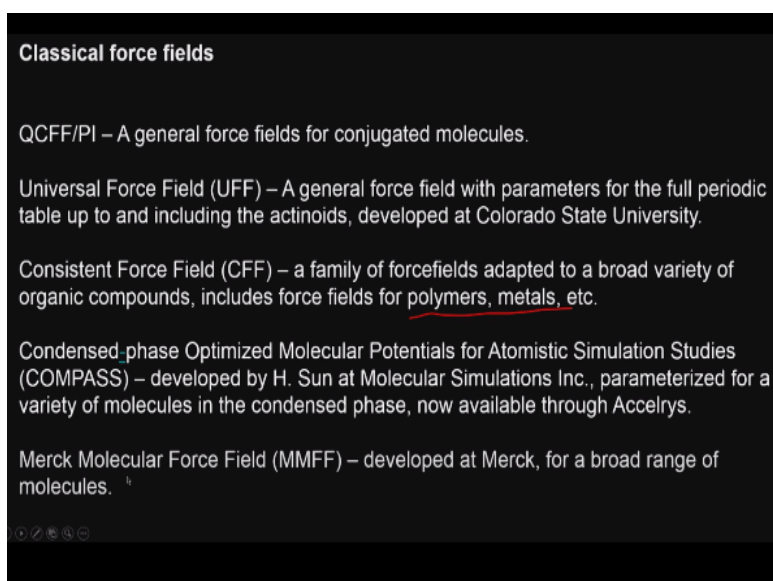 Classical force fields
QCFF/PI – A general force fields for conjugated molecules.
Universal Force Field (UFF) – A general force field with parameters for the full periodic
table up to and including the actinoids, developed at Colorado State University.
Consistent Force Field (CFF) – a family of forcefields adapted to a broad variety of
organic compounds, includes force fields for polymers, metals, etc.
Condensed-phase Optimized Molecular Potentials for Atomistic Simulation Studies
(COMPASS) – developed by H. Sun at Molecular Simulations Inc., parameterized for a
variety of molecules in the condensed phase, now available through Accelrys.
Merck Molecular Force Field (MMFF) – developed at Merck, for a broad range of
molecules.